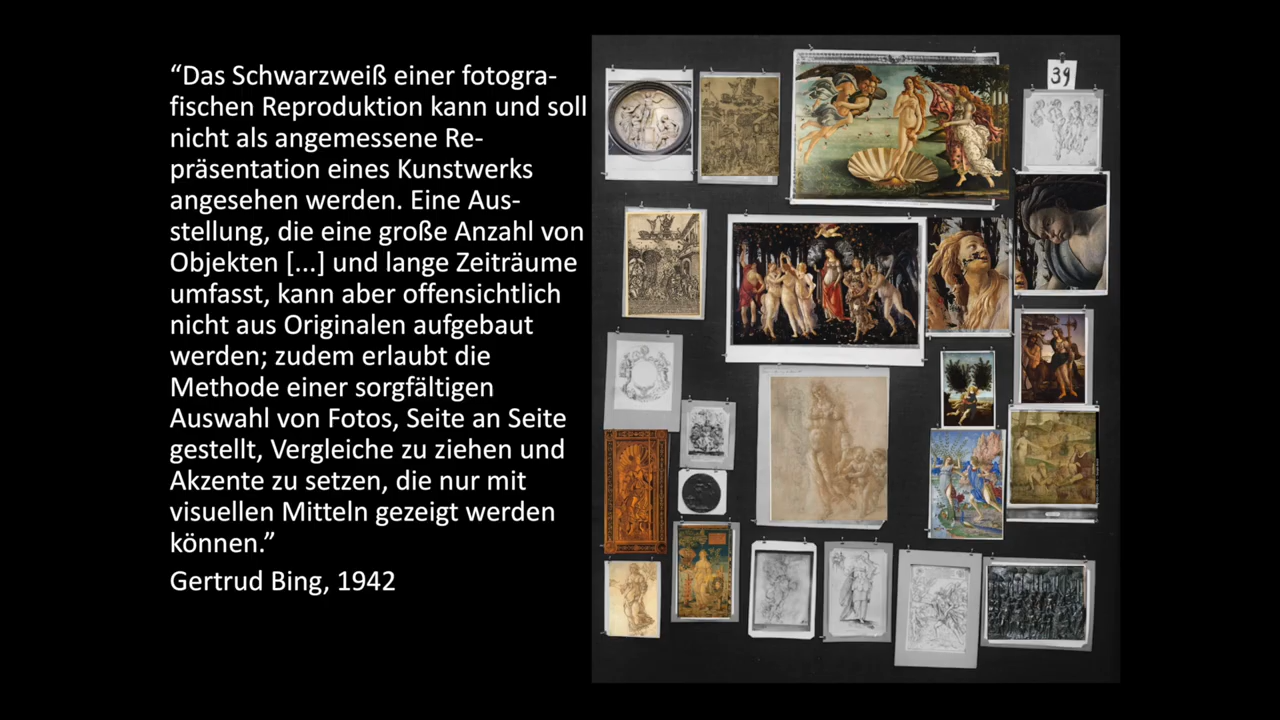 “Das Schwarzweiß einer fotogra-
fischen Reproduktion kann und soll
nicht als angemessene Re-
präsentation eines Kunstwerks
angesehen werden. Eine Aus-
stellung, die eine große Anzahl von
Objekten [...] und lange Zeiträume
umfasst, kann aber offensichtlich
nicht aus Originalen aufgebaut
werden; zudem erlaubt die
Methode einer sorgfältigen
Auswahl von Fotos, Seite an Seite
gestellt, Vergleiche zu ziehen und
Akzente zu setzen, die nur mit
visuellen Mitteln gezeigt werden
können.”
Gertrud Bing, 1942
39